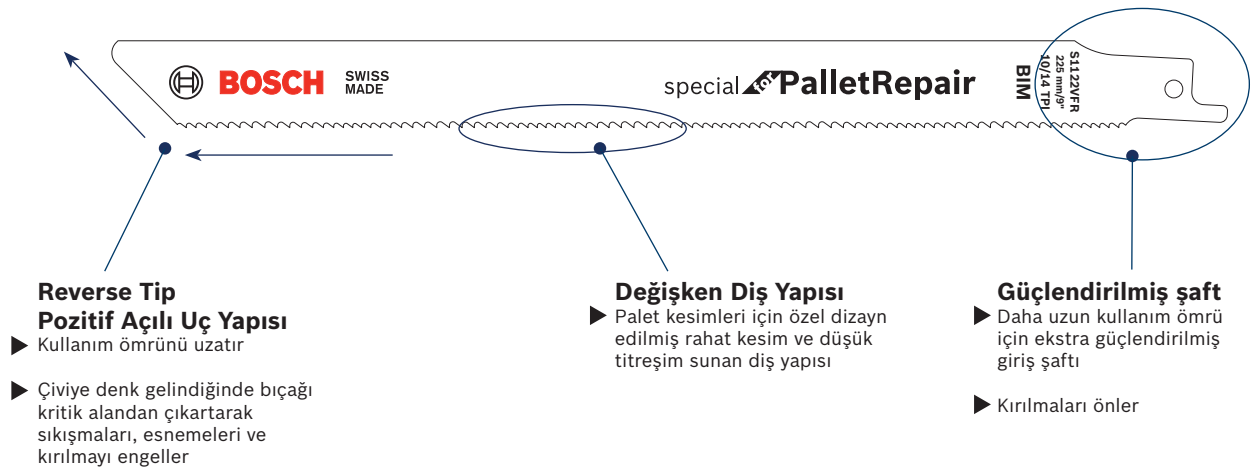 BOSCH
SWISS
MADE
special for PalletRepair
BIM
S1122VFR
225 mm/9"
10/14 TPI
Reverse Tip
Pozitif Açılı Uç Yapısı
Kullanım ömrünü uzatır
Çiviye denk gelindiğinde bıçağı
kritik alandan çıkartarak
sıkışmaları, esnemeleri ve
kırılmayı engeller
Değişken Diş Yapısı
Palet kesimleri için özel dizayn
edilmiş rahat kesim ve düşük
titreşim sunan diş yapısı
Güçlendirilmiş şaft
Daha uzun kullanım ömrü
için ekstra güçlendirilmiş
giriş şaftı
Kırılmaları önler